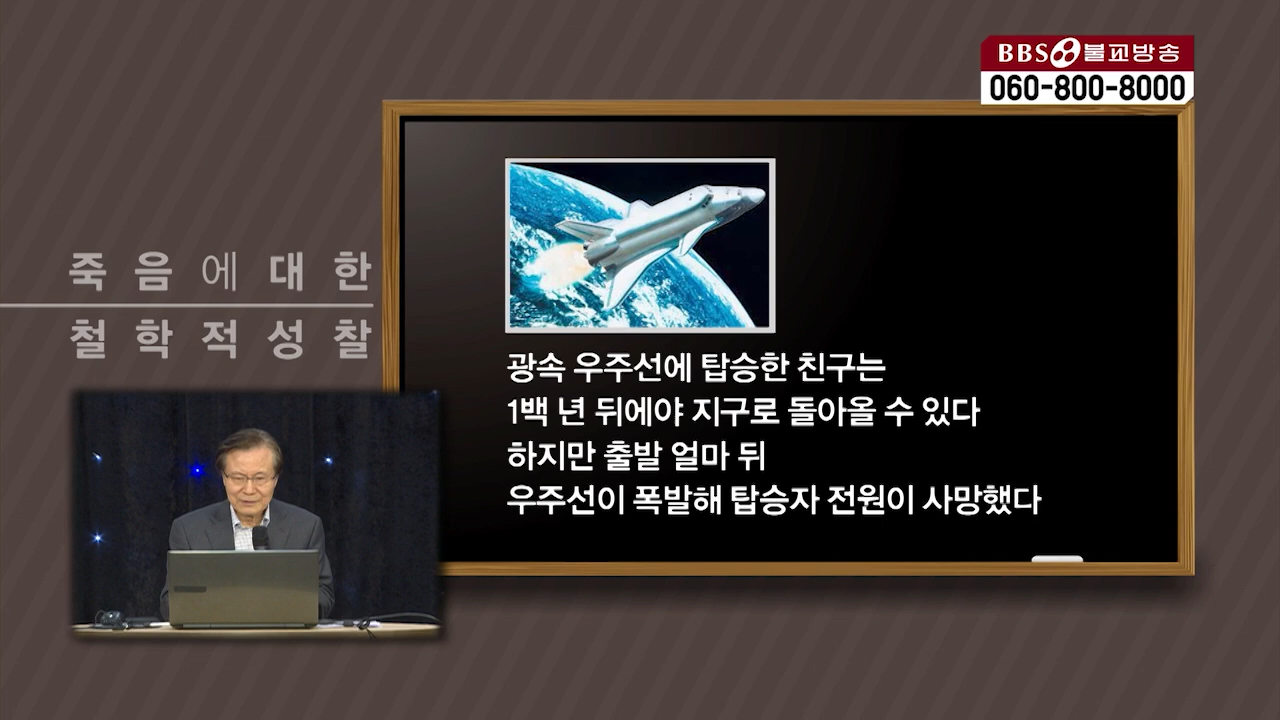 BBS 불교방송
060-800-8000
죽음에대한
철학적성찰
광속 우주선에 탑승한 친구는
1백 년 뒤에야 지구로 돌아올 수 있다
하지만 출발 얼마 뒤
우주선이 폭발해 탑승자 전원이 사망했다